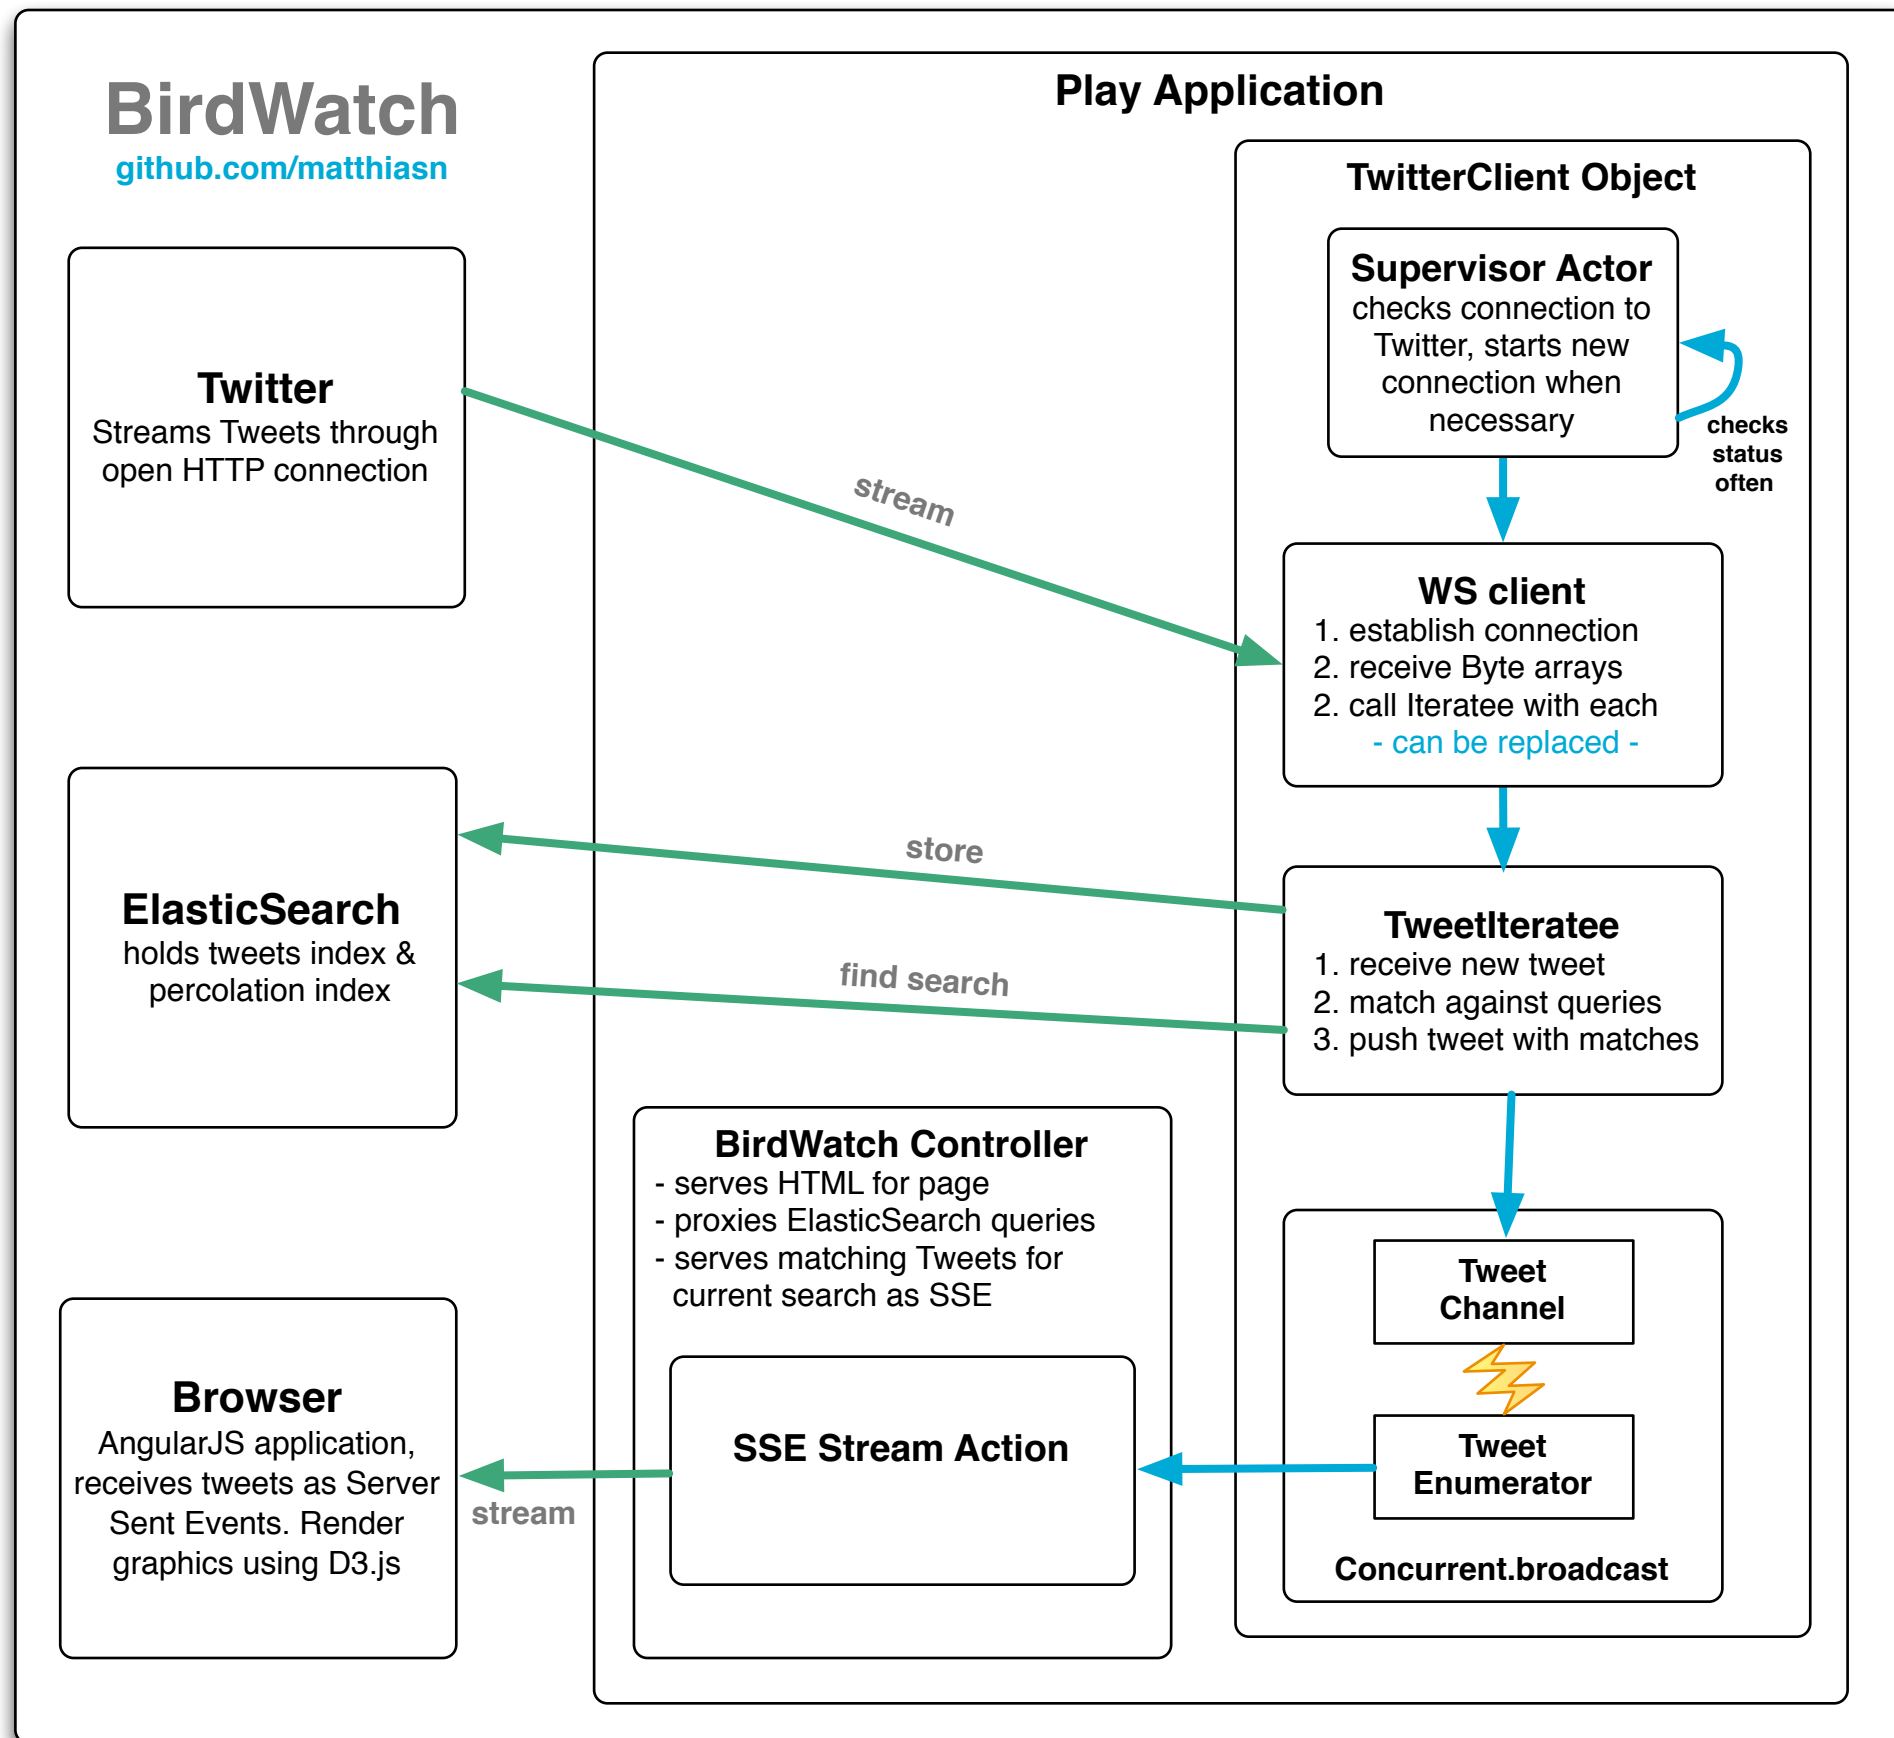 BirdWatch
github.com/matthiasn
Play Application
TwitterClient Object
Supervisor Actor
checks connection to
Twitter, starts new
connection when
necessary
checks
status
often
Twitter
Streams Tweets through
open HTTP connection
stream
WS client
1. establish connection
2. receive Byte arrays
2. call Iteratee with each
- can be replaced -
store
ElasticSearch
holds tweets index &
percolation index
find search
TweetIteratee
1. receive new tweet
2. match against queries
3. push tweet with matches
BirdWatch Controller
- serves HTML for page
- proxies ElasticSearch queries
- serves matching Tweets for
current search as SSE
Tweet
Channel
Browser
AngularJS application,
receives tweets as Server
Sent Events. Render
graphics using D3.js
stream
SSE Stream Action
Tweet
Enumerator
Concurrent.broadcast